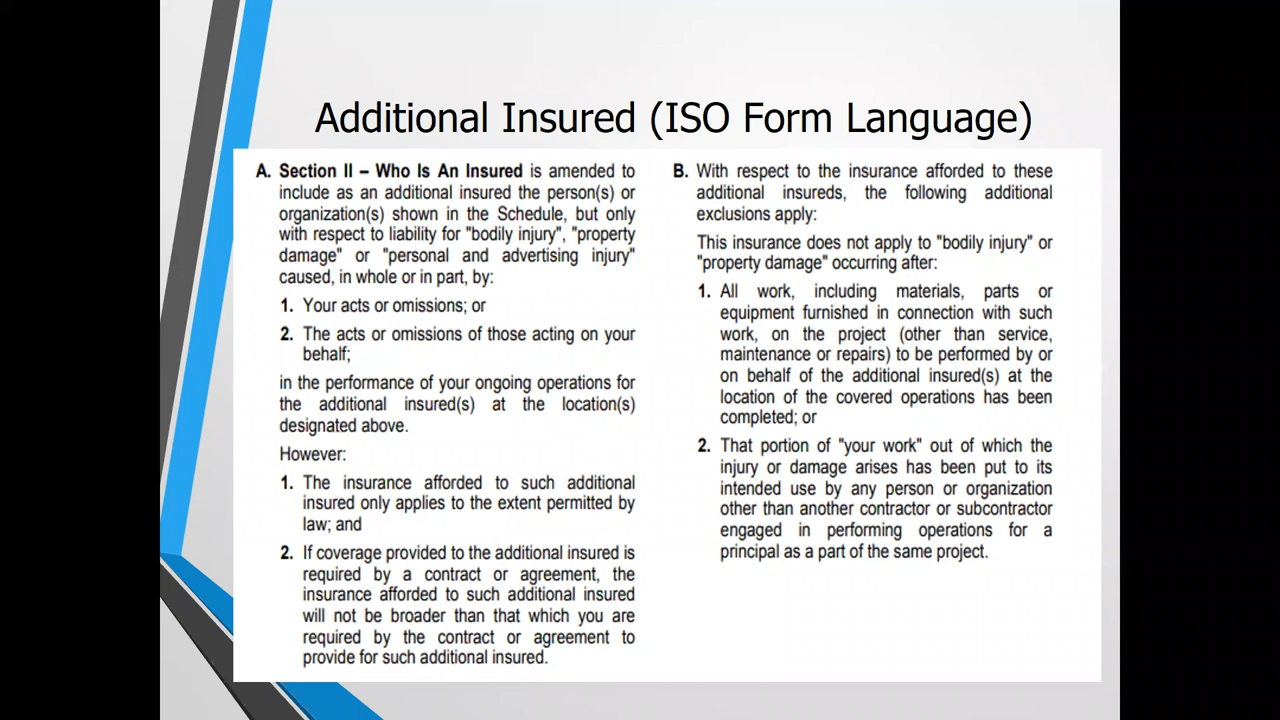 Additional Insured (ISO Form Language)
A. Section II – Who Is An Insured is amended to
include as an additional insured the person(s) or
organization(s) shown in the Schedule, but only
with respect to liability for "bodily injury", "property
damage" or "personal and advertising injury"
caused, in whole or in part, by:
1. Your acts or omissions; or
2. The acts or omissions of those acting on your
behalf;
in the performance of your ongoing operations for
the additional insured(s) at the location(s)
designated above.
However:
1. The insurance afforded to such additional
insured only applies to the extent permitted by
law; and
2. If coverage provided to the additional insured is
required by a contract or agreement, the
insurance afforded to such additional insured
will not be broader than that which you are
required by the contract or agreement to
provide for such additional insured.
B. With respect to the insurance afforded to these
additional insureds, the following additional
exclusions apply:
This insurance does not apply to "bodily injury" or
"property damage" occurring after:
1. All work, including materials, parts or
equipment furnished in connection with such
work, on the project (other than service,
maintenance or repairs) to be performed by or
on behalf of the additional insured(s) at the
location of the covered operations has been
completed; or
2. That portion of "your work" out of which the
injury or damage arises has been put to its
intended use by any person or organization
other than another contractor or subcontractor
engaged in performing operations for a
principal as a part of the same project.